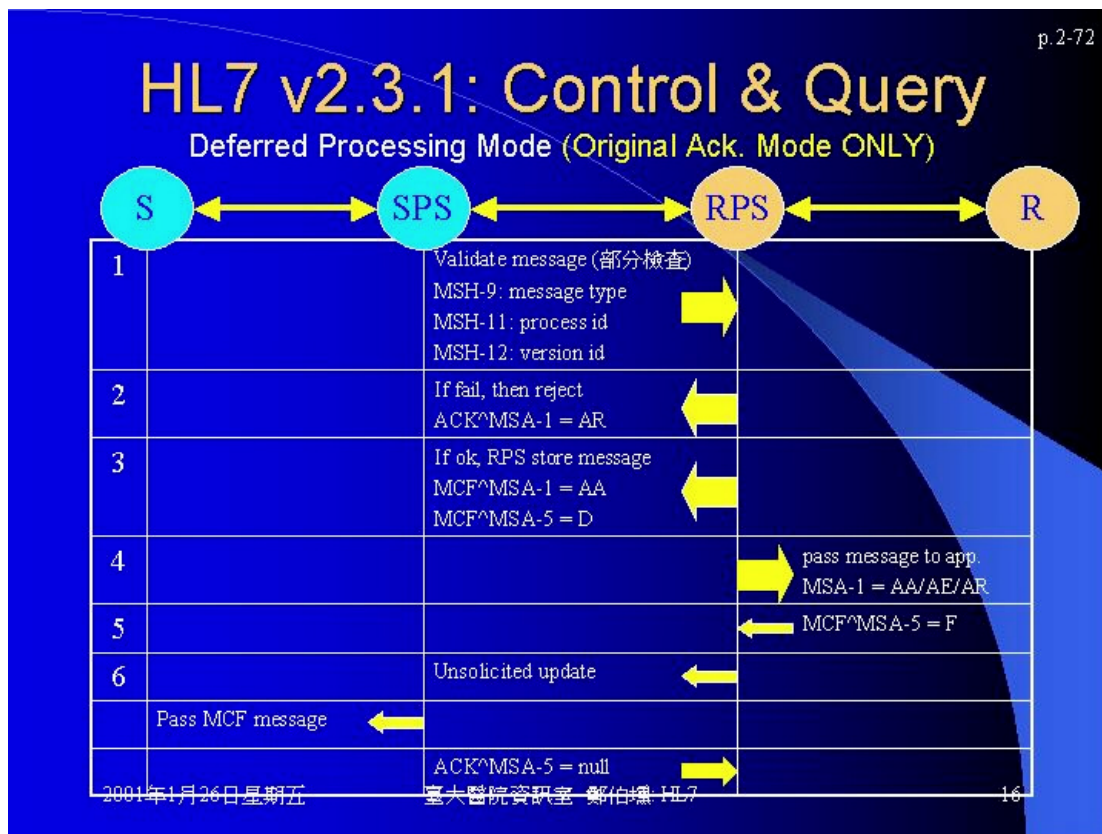 p.2-72
HL7 v2.3.1: Control & Query
Deferred Processing Mode (Original Ack. Mode ONLY)
S
SPS
RPS
R
1
Validate message (部分檢查)
MSH-9: message type
MSH-11: process id
MSH-12: version id
2
If fail, then reject
ACK^MSA-1 = AR
3
If ok, RPS store message
MCF^MSA-1 = AA
MCF^MSA-5 = D
4
pass message to app.
MSA-1 = AA/AE/AR
5
MCF^MSA-5 = F
6
Unsolicited update
Pass MCF message
ACK^MSA-5 = null
2001年1月26日星期五
臺大醫院資訊室 鄭伯壎: HL7
16